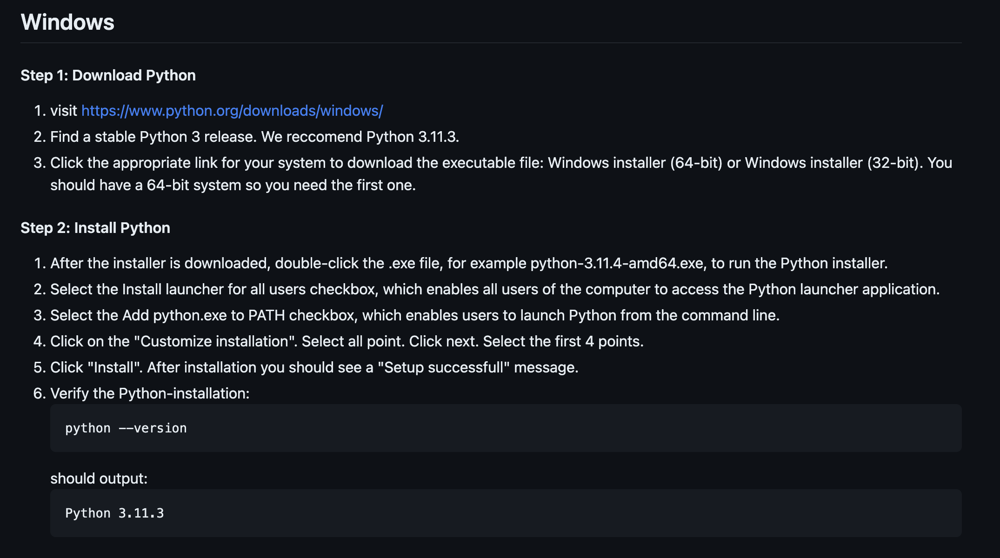 Windows
Step 1: Download Python
1. visit https://www.python.org/downloads/windows/
2. Find a stable Python 3 release. We reccomend Python 3.11.3.
3. Click the appropriate link for your system to download the executable file: Windows installer (64-bit) or Windows installer (32-bit). You
should have a 64-bit system so you need the first one.
Step 2: Install Python
1. After the installer is downloaded, double-click the .exe file, for example python-3.11.4-amd64.exe, to run the Python installer.
2. Select the Install launcher for all users checkbox, which enables all users of the computer to access the Python launcher application.
3. Select the Add python.exe to PATH checkbox, which enables users to launch Python from the command line.
4. Click on the "Customize installation". Select all point. Click next. Select the first 4 points.
5. Click "Install". After installation you should see a "Setup successfull" message.
6. Verify the Python-installation:
python --version
should output:
Python 3.11.3